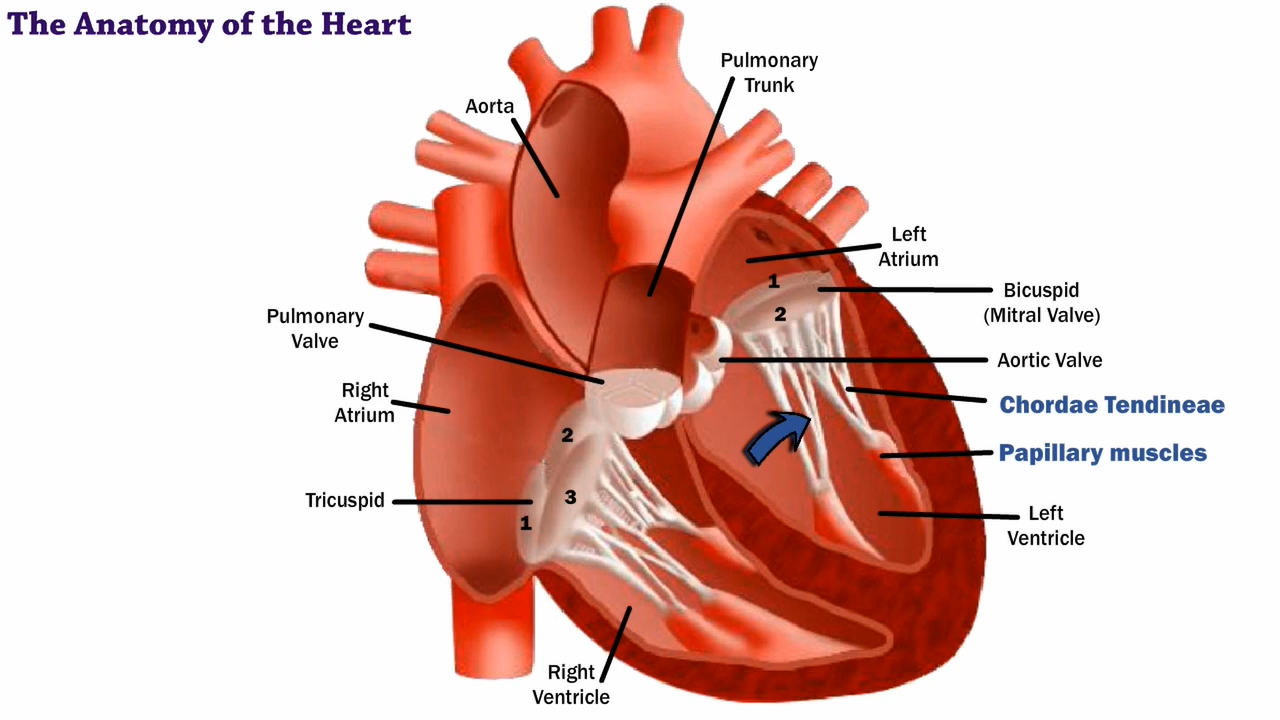 The Anatomy of the Heart
Pulmonary
Trunk
Aorta
Left
Atrium
1
Bicuspid
(Mitral Valve)
2
Pulmonary
Valve
Aortic Valve
Right
Atrium
Chordae Tendineae
2
Papillary muscles
Tricuspid
3
1
Left
Ventricle
Right
Ventricle